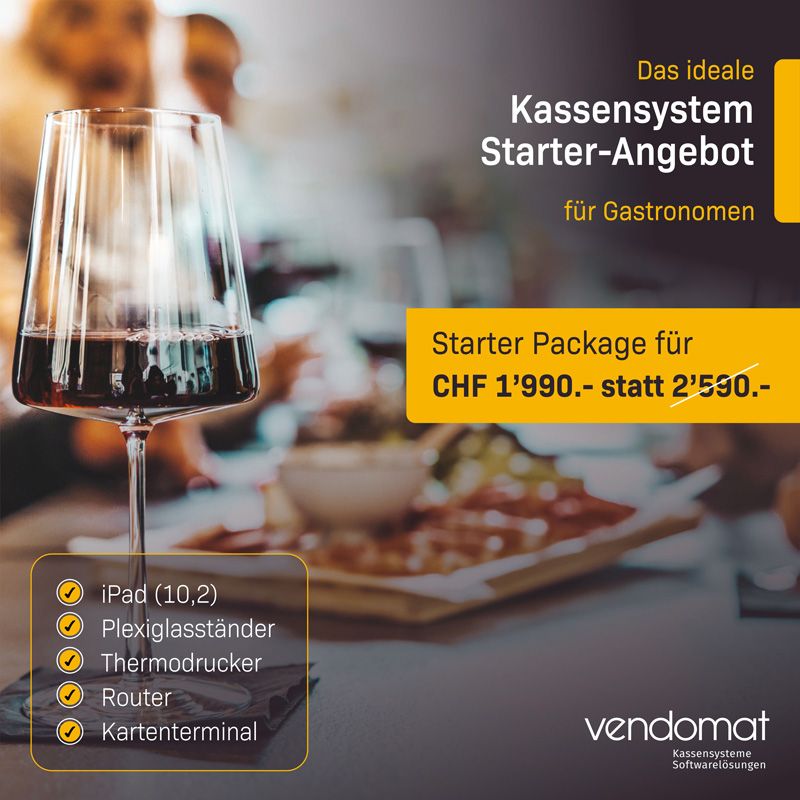 Das ideale
Kassensystem
Starter-Angebot
für Gastronomen
Starter Package für
CHF 1’990.- statt 2’590.-
iPad (10,2)
Plexiglasständer
Thermodrucker
Router
Kartenterminal
vendomat
Kassensysteme
Softwarelösungen